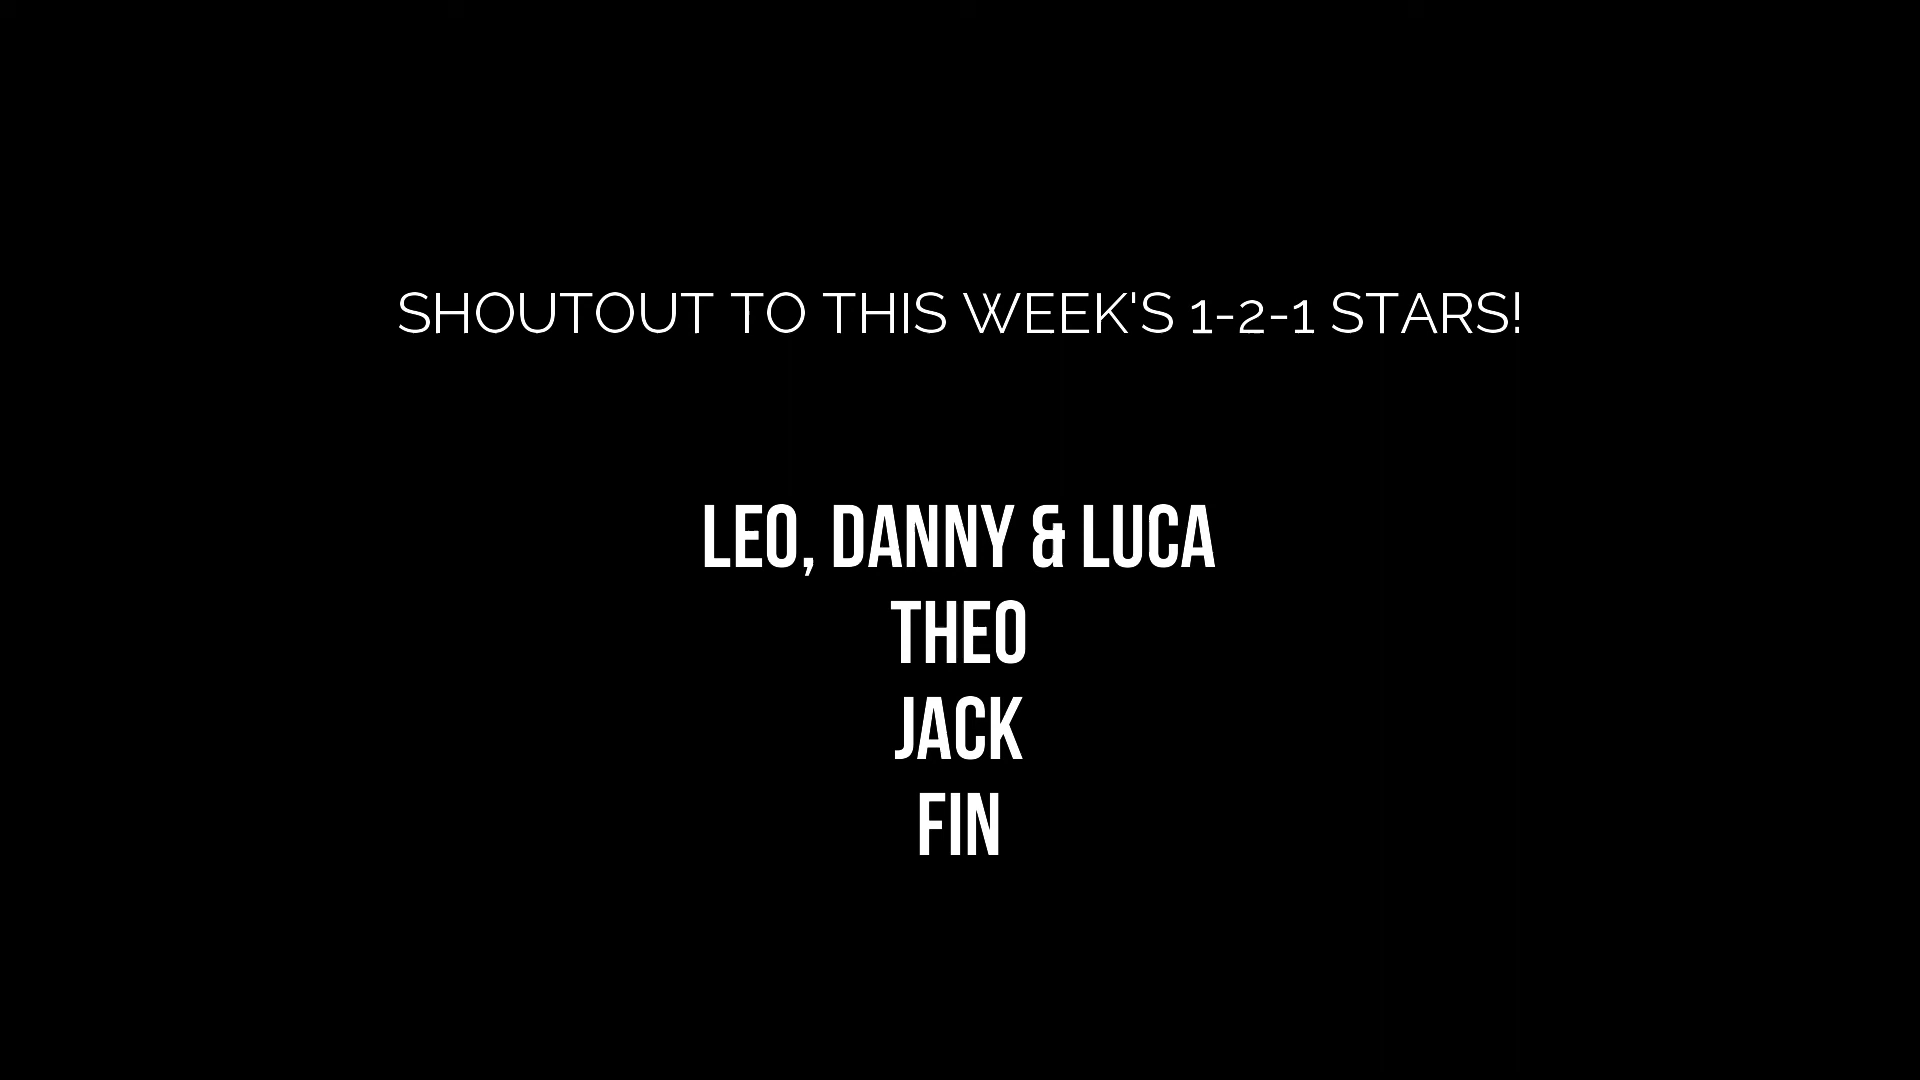 SHOUTOUT TO THIS WEEK'S 1-2-1 STARS!
LEO, DANNY & LUCA
THEO
JACK
FIN